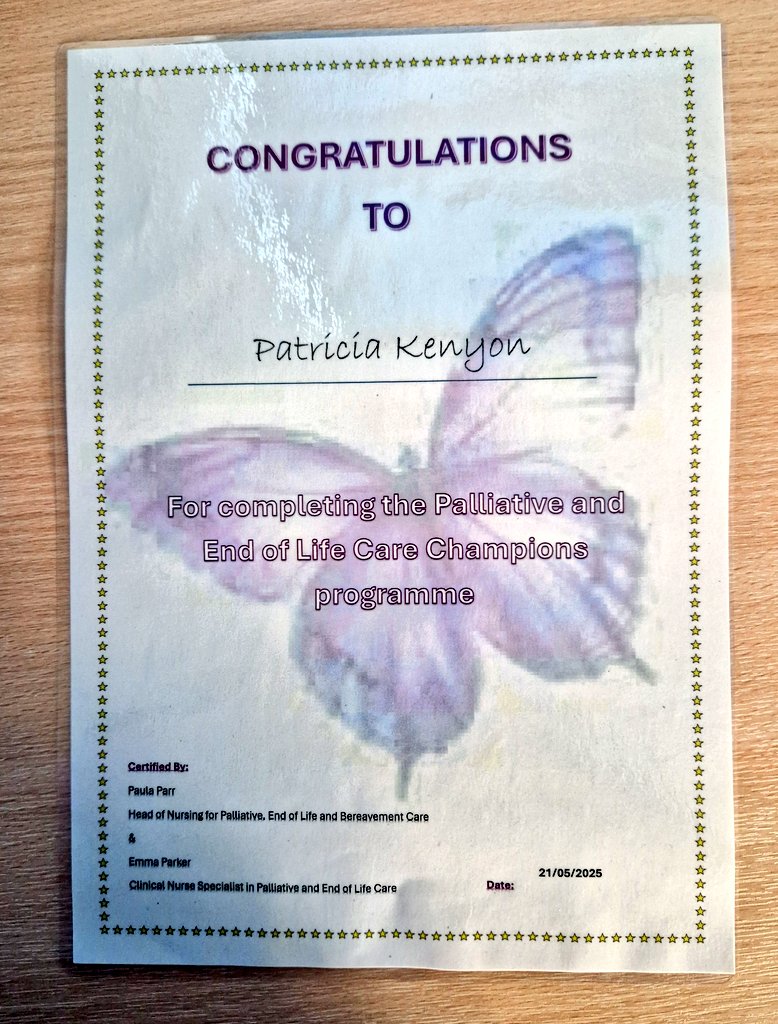 CONGRATULATIONS
TO
Patricia Kenyon
For completing the Palliative and
End of Life Care Champions
programme
Certified By:
Paula Parr
Head of Nursing for Palliative, End of Life and Bereavement Care
&
Emma Parker
Clinical Nurse Specialist in Palliative and End of Life Care
Date: 21/05/2025